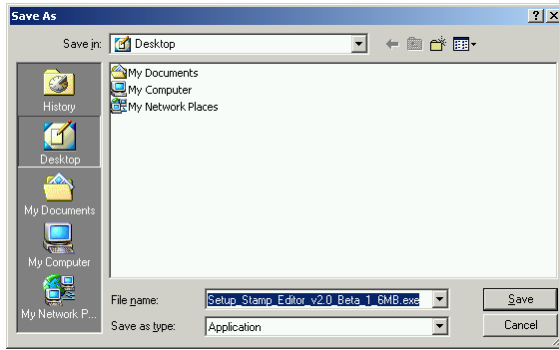 Save As
Save in:
Desktop
History
Desktop
My Documents
My Computer
My Network P...
My Documents
My Computer
My Network Places
File name:
Setup_Stamp_Editor_v2.0_Beta_1_6MB.exe
Save
Save as type:
Application
Cancel